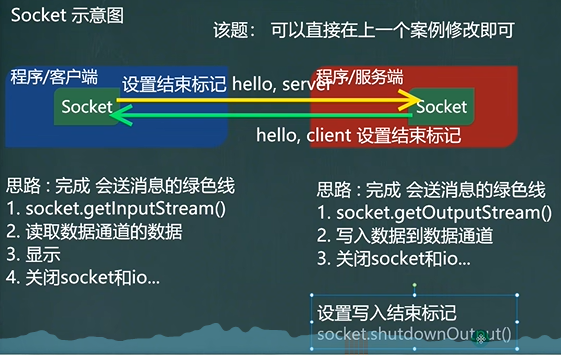 Socket 示意图
该题： 可以直接在上一个案例修改即可
程序/客户端
设置结束标记 hello, server
程序/服务端
Socket
Socket
hello, client 设置结束标记
思路 : 完成 会送消息的绿色线
1. socket.getInputStream()
2. 读取数据通道的数据
3. 显示
4. 关闭socket和io...
思路 : 完成 会送消息的绿色线
1. socket.getOutputStream()
2. 写入数据到数据通道
3. 关闭socket和io...
设置写入结束标记
socket.shutdownOutput()